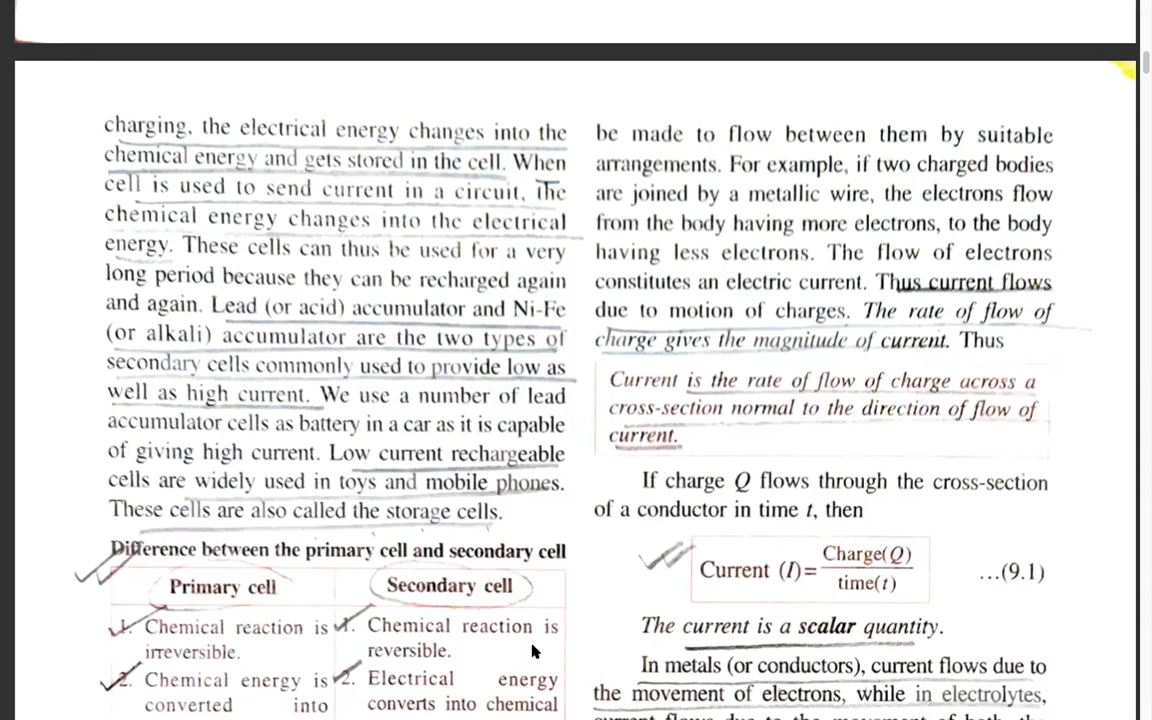 charging, the electrical energy changes into the
chemical energy and gets stored in the cell. When
cell is used to send current in a circuit, The
chemical energy changes into the electrical
energy. These cells can thus be used for a very
long period because they can be recharged again
and again. Lead (or acid) accumulator and Ni-Fe
(or alkali) accumulator are the two types of
secondary cells commonly used to provide low as
well as high current. We use a number of lead
accumulator cells as battery in a car as it is capable
of giving high current. Low current rechargeable
cells are widely used in toys and mobile phones.
These cells are also called the storage cells.
Difference between the primary cell and secondary cell
Primary cell
1. Chemical reaction is
irreversible.
2. Chemical energy is
converted into
Secondary cell
1. Chemical reaction is
reversible.
2. Electrical energy
converts into chemical
be made to flow between them by suitable
arrangements. For example, if two charged bodies
are joined by a metallic wire, the electrons flow
from the body having more electrons, to the body
having less electrons. The flow of electrons
constitutes an electric current. Thus current flows
due to motion of charges. The rate of flow of
charge gives the magnitude of current. Thus
Current is the rate of flow of charge across a
cross-section normal to the direction of flow of
current.
If charge Q flows through the cross-section
of a conductor in time t, then
Current (I)= Charge(Q)/time(t) ...(9.1)
The current is a scalar quantity.
In metals (or conductors), current flows due to
the movement of electrons, while in electrolytes,